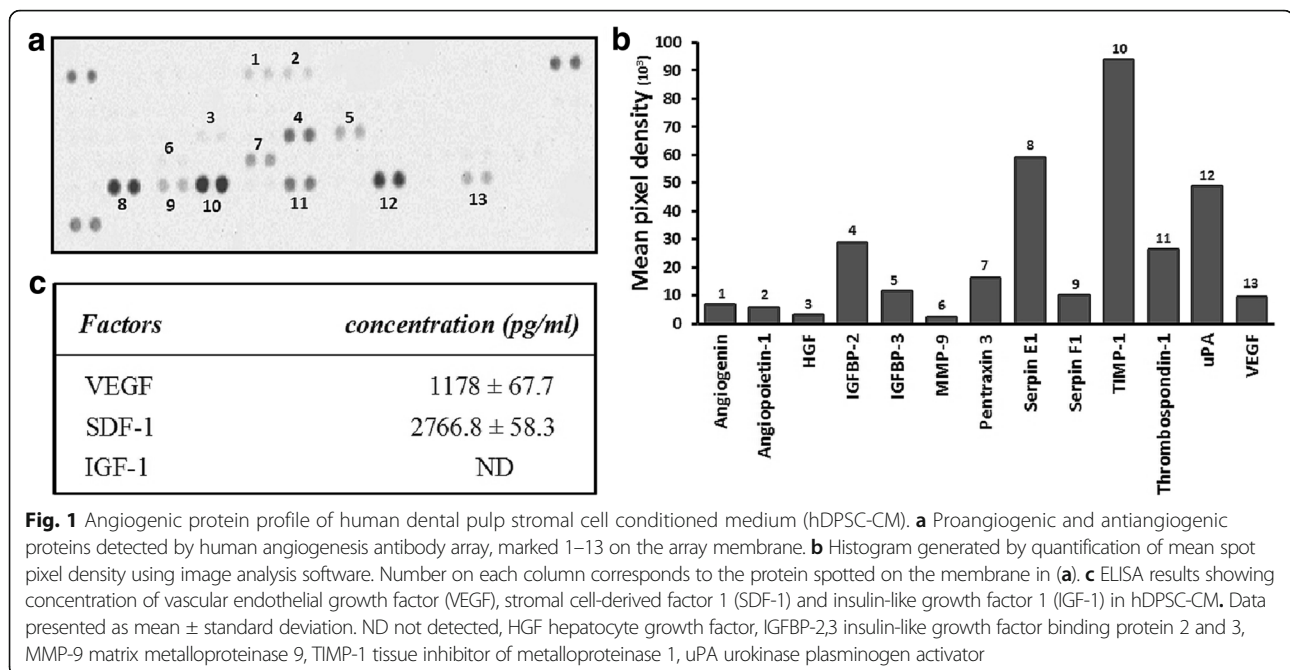 a
1 2
3 4 5
6 7
8 9 10 11 12 13
b
Mean pixel density (10³)
100
90
80
70
60
50
40
30
20
10
0
1 2 3 4 5 6 7 8 9 10 11 12 13
Angiogenin
Angiopoietin-1
HGF
IGFBP-2
IGFBP-3
MMP-9
Pentraxin 3
Serpin E1
Serpin F1
TIMP-1
Thrombospondin-1
uPA
VEGF
c
Factors concentration (pg/ml)
VEGF 1178 ± 67.7
SDF-1 2766.8 ± 58.3
IGF-1 ND
Fig. 1 Angiogenic protein profile of human dental pulp stromal cell conditioned medium (hDPSC-CM). a Proangiogenic and antiangiogenic
proteins detected by human angiogenesis antibody array, marked 1–13 on the array membrane. b Histogram generated by quantification of mean spot
pixel density using image analysis software. Number on each column corresponds to the protein spotted on the membrane in (a). c ELISA results showing
concentration of vascular endothelial growth factor (VEGF), stromal cell-derived factor 1 (SDF-1) and insulin-like growth factor 1 (IGF-1) in hDPSC-CM. Data
presented as mean ± standard deviation. ND not detected, HGF hepatocyte growth factor, IGFBP-2,3 insulin-like growth factor binding protein 2 and 3,
MMP-9 matrix metalloproteinase 9, TIMP-1 tissue inhibitor of metalloproteinase 1, uPA urokinase plasminogen activator